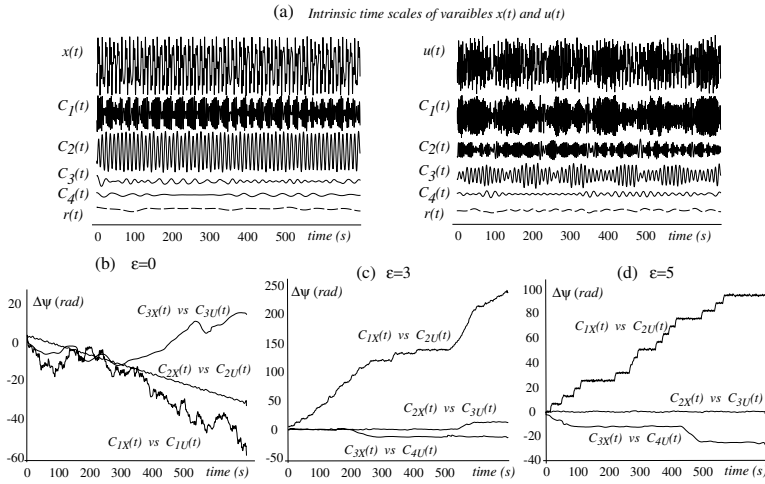 (a) Intrinsic time scales of varaibles x(t) and u(t)
x(t)
C1(t)
C2(t)
C3(t)
C4(t)
r(t)
0 100 200 300 400 500 time (s)
u(t)
C1(t)
C2(t)
C3(t)
C4(t)
r(t)
0 100 200 300 400 500 time (s)
(b) ε=0
Δψ (rad)
20
0
-20
-40
-60
C3X(t) vs C3U(t)
C2X(t) vs C2U(t)
C1X(t) vs C1U(t)
0 100 200 300 400 500 time (s)
(c) ε=3
Δψ (rad)
250
200
150
100
50
0
-50
C1X(t) vs C2U(t)
C2X(t) vs C3U(t)
C3X(t) vs C4U(t)
0 100 200 300 400 500 time (s)
(d) ε=5
Δψ (rad)
100
80
60
40
20
0
-20
-40
C1X(t) vs C2U(t)
C2X(t) vs C3U(t)
C3X(t) vs C4U(t)
0 100 200 300 400 500 time (s)